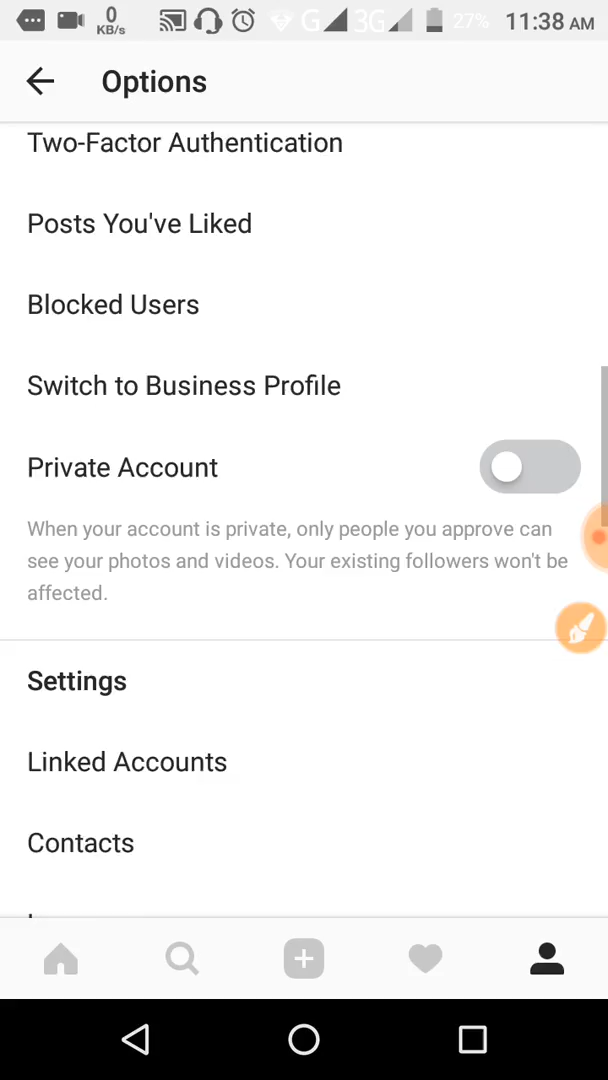 0
KB/s
G
3G
27%
11:38 AM
Options
Two-Factor Authentication
Posts You've Liked
Blocked Users
Switch to Business Profile
Private Account
When your account is private, only people you approve can
see your photos and videos. Your existing followers won't be
affected.
Settings
Linked Accounts
Contacts